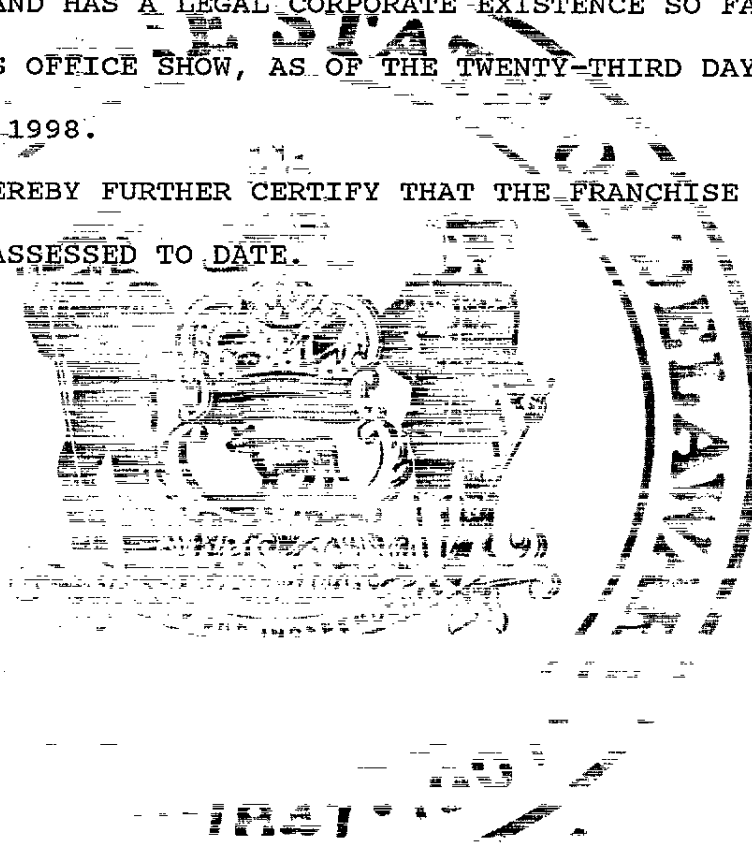 AND HAS A LEGAL CORPORATE EXISTENCE SO FA
S OFFICE SHOW, AS OF THE TWENTY-THIRD DAY
1998.
EREBY FURTHER CERTIFY THAT THE FRANCHISE
ASSESSED TO DATE.